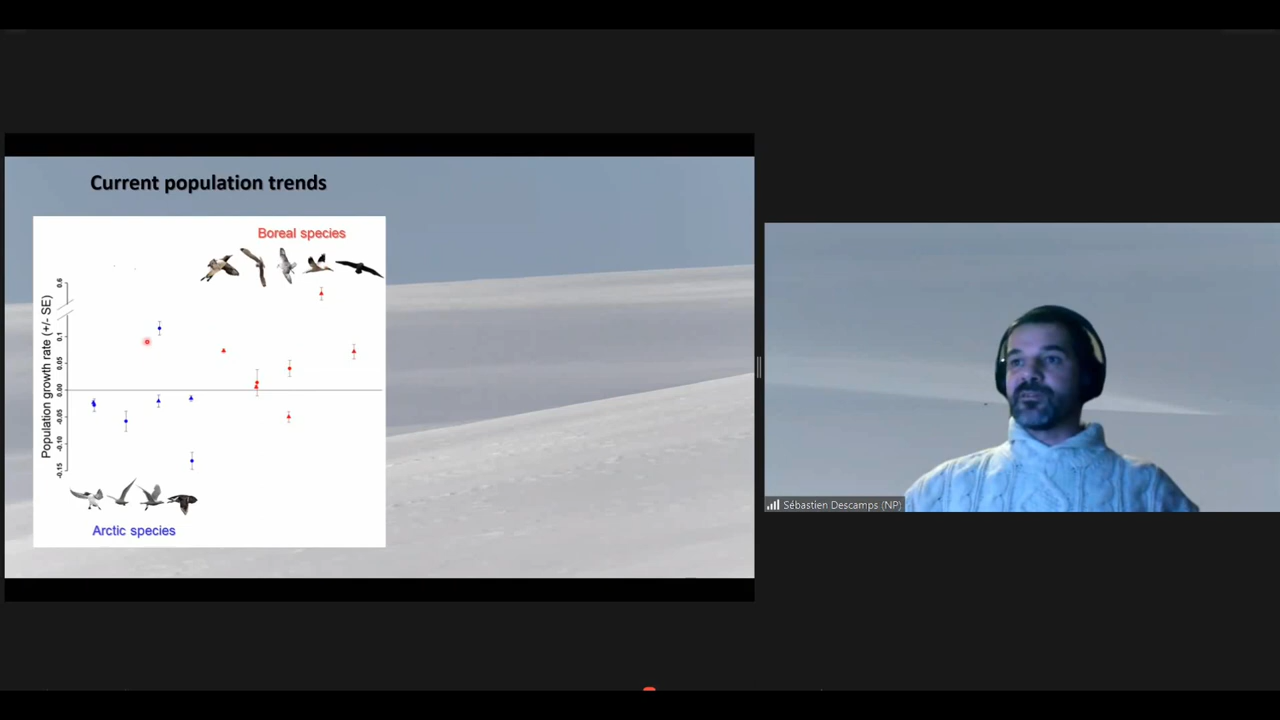 Current population trends
Boreal species
Population growth rate (+/- SE)
0.6
0.1
0.05
0.00
-0.05
-0.10
-0.15
Arctic species
Sébastien Descamps (NP)